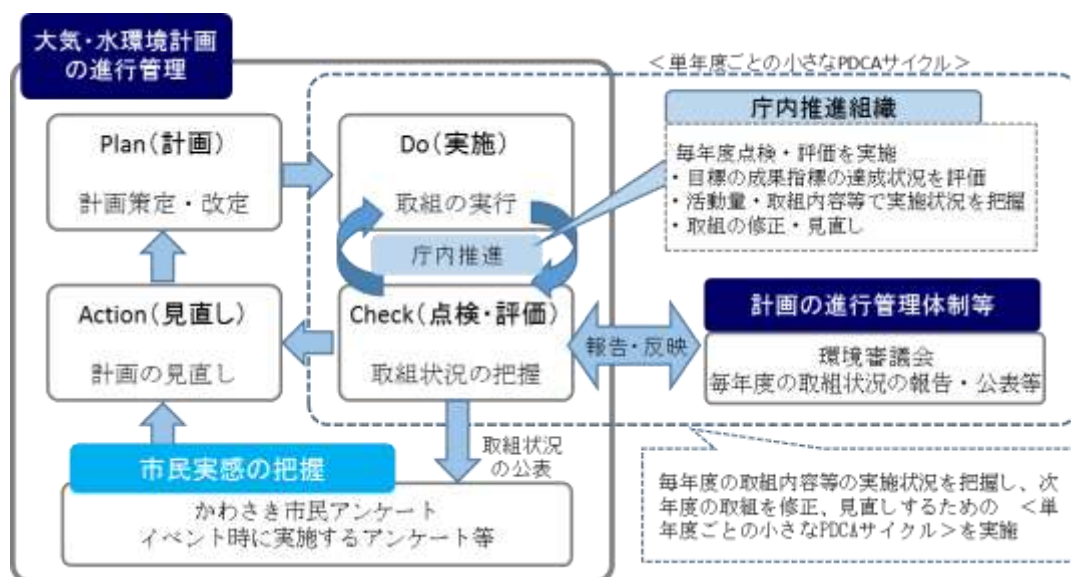 大気・水環境計画
の進行管理
＜単年度ごとの小さなPDCAサイクル＞
Plan（計画）
計画策定・改定
Do（実施）
取組の実行
庁内推進組織
毎年度点検・評価を実施
・目標の成果指標の達成状況を評価
・活動量・取組内容等で実施状況を把握
・取組の修正・見直し
庁内推進
Action（見直し）
計画の見直し
Check（点検・評価）
取組状況の把握
報告・反映
計画の進行管理体制等
環境審議会
毎年度の取組状況の報告・公表等
取組状況
の公表
市民実感の把握
かわさき市民アンケート
イベント時に実施するアンケート等
毎年度の取組内容等の実施状況を把握し、次
年度の取組を修正、見直しするための　＜単
年度ごとの小さなPDCAサイクル＞を実施